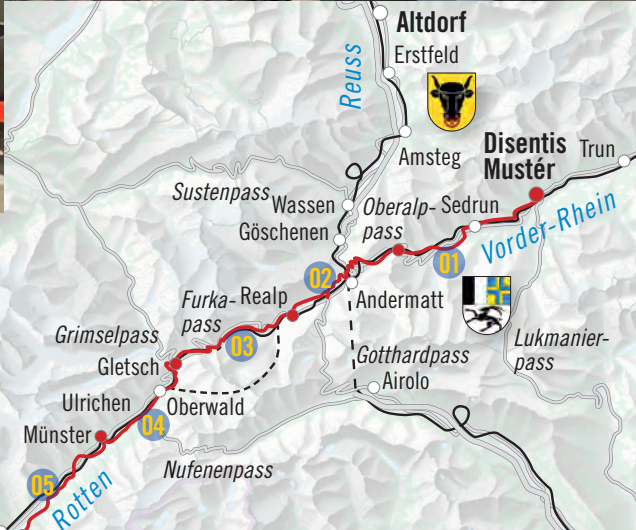 Altdorf
Erstfeld
Reuss
Amsteg
Disentis
Mustér
Trun
Sustenpass
Wassen
Göschenen
Oberalp-
pass
Sedrun
Vorder-Rhein
01
02
Andermatt
Furka-
pass
Realp
03
Grimselpass
Gletsch
Gotthardpass
Airolo
Lukmanier-
pass
Ulrichen
Oberwald
Münster
04
Nufenenpass
05
Rotten